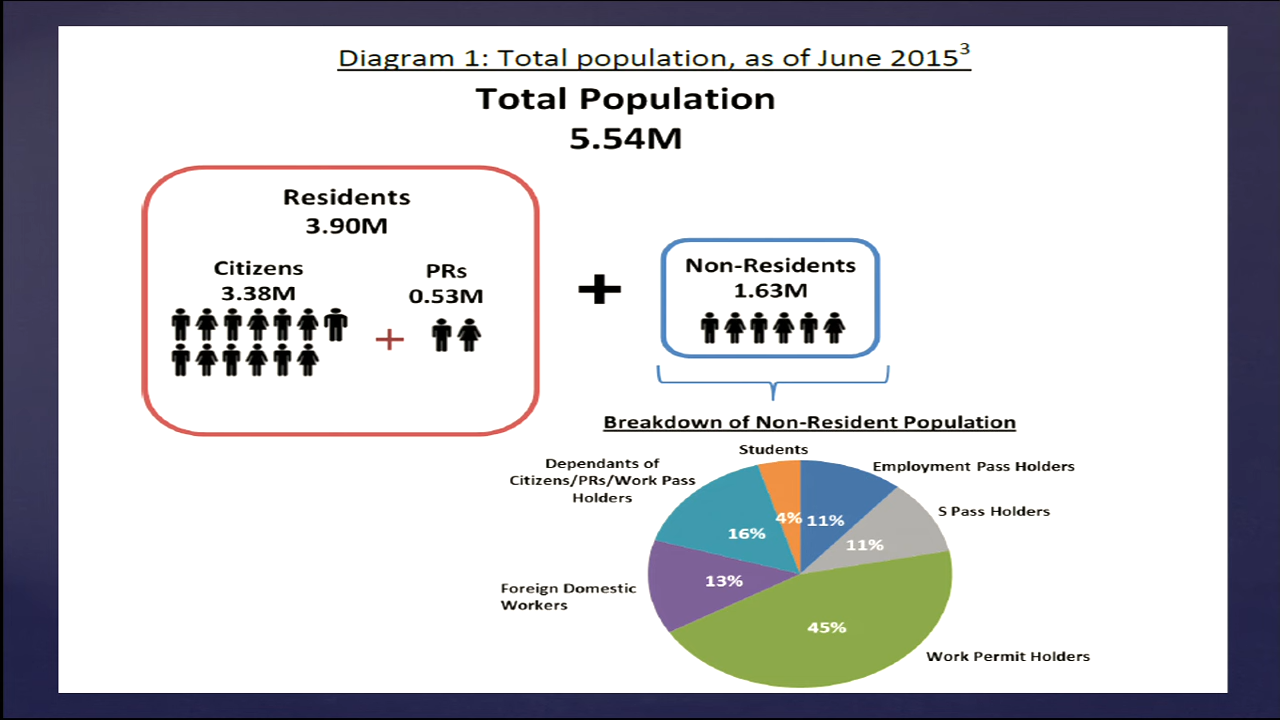 Diagram 1: Total population, as of June 2015³
Total Population
5.54M
Residents
3.90M
Citizens
3.38M
+
PRs
0.53M
+
Non-Residents
1.63M
Breakdown of Non-Resident Population
Students
4%
Employment Pass Holders
11%
S Pass Holders
11%
Work Permit Holders
45%
Foreign Domestic
Workers
13%
Dependants of
Citizens/PRs/Work Pass
Holders
16%